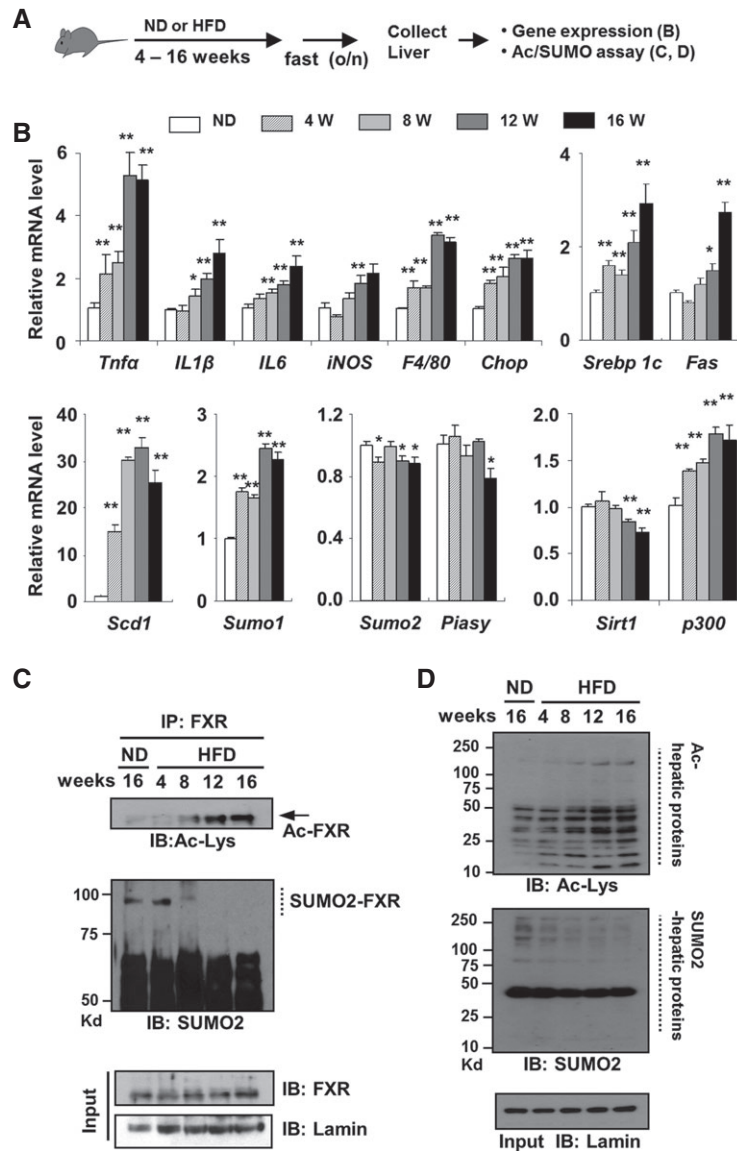 A
ND or HFD
4 – 16 weeks
fast (o/n)
Collect
Liver
• Gene expression (B)
• Ac/SUMO assay (C, D)
B
ND 4 W 8 W 12 W 16 W
Relative mRNA level
6
4
2
0
** ** ** ** * ** ** ** ** ** ** ** ** ** ** ** ** ** ** **
Tnfα IL1β IL6 iNOS F4/80 Chop
4
2
0
** ** ** ** * **
Srebp 1c Fas
Relative mRNA level
40
30
20
10
0
** ** ** **
Scd1
3
2
1
0
** ** ** **
Sumo1
1.2
0.8
0.4
0.0
* * * *
Sumo2 Piasy
2.0
1.5
1.0
0.5
0.0
** ** ** ** ** **
Sirt1 p300
C
IP: FXR
ND HFD
weeks 16 4 8 12 16
Ac-FXR
IB:Ac-Lys
100
75
50
Kd
SUMO2-FXR
IB: SUMO2
Input
IB: FXR
IB: Lamin
D
ND HFD
weeks 16 4 8 12 16
250
100
75
50
25
10
Ac-
hepatic proteins
IB: Ac-Lys
250
100
75
50
25
10
Kd
SUMO2
-hepatic proteins
IB: SUMO2
Input IB: Lamin